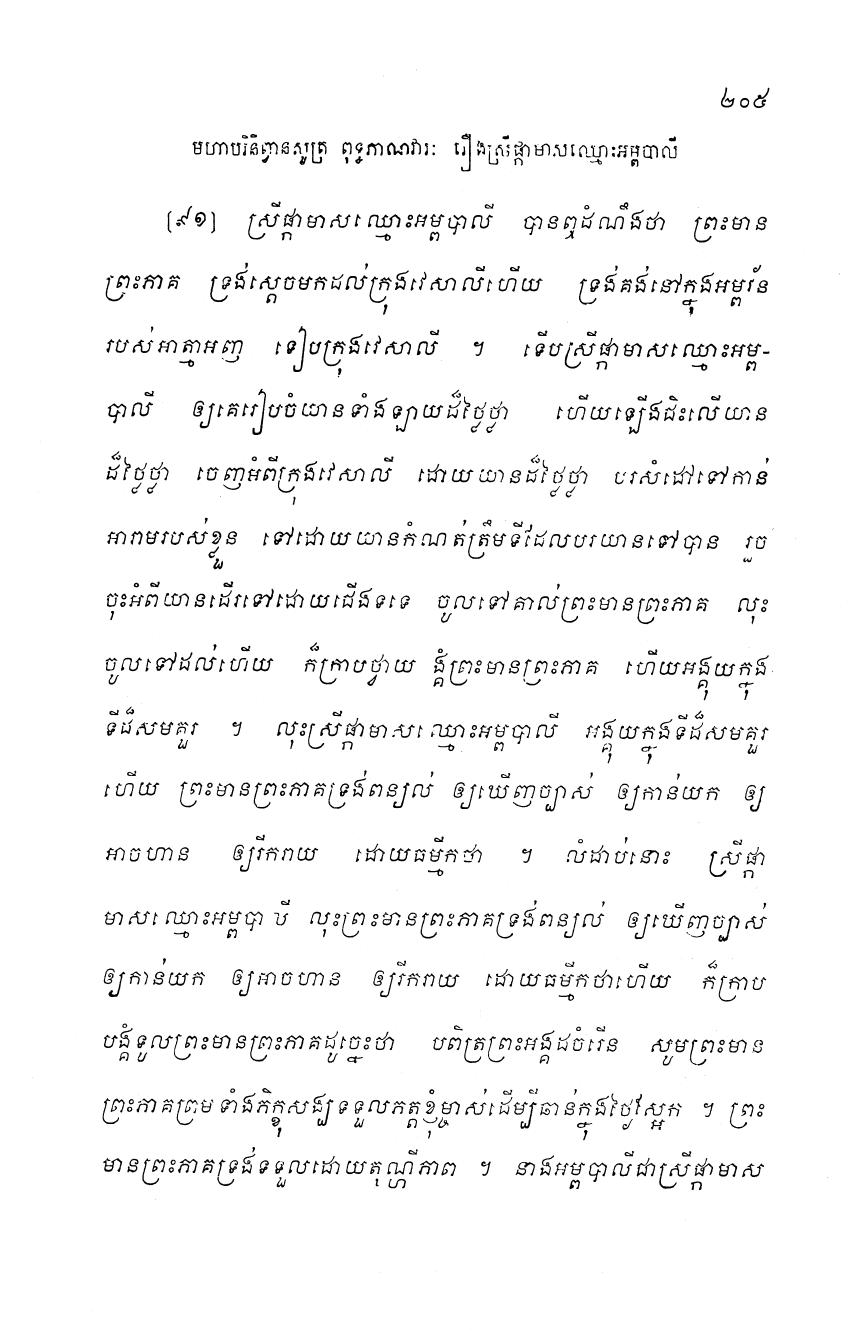 ២០៥
មហាបរិនិព្វានសូត្រ ពុទ្ធភាណវារៈ រឿងស្រីផ្កាមាសឈ្មោះអម្ពបាលី
[៩១] ស្រីផ្កាមាសឈ្មោះអម្ពបាលី បានឮដំណឹងថា ព្រះមាន
ព្រះភាគ ទ្រង់ស្តេចមកដល់ក្រុងវេសាលីហើយ ទ្រង់គង់នៅក្នុងអម្ពវ័ន
របស់អាត្មាអញ ទៀបក្រុងវេសាលី ។ ទើបស្រីផ្កាមាសឈ្មោះអម្ព-
បាលី ឲ្យគេរៀបចំយានទាំងឡាយដ៏ថ្លៃថ្លា ហើយឡើងជិះលើយាន
ដ៏ថ្លៃថ្លា ចេញអំពីក្រុងវេសាលី ដោយយានដ៏ថ្លៃថ្លា បរសំដៅទៅកាន់
អារាមរបស់ខ្លួន ទៅដោយយានកំណត់ត្រឹមទីដែលបរយានទៅបាន រួច
ចុះអំពីយានដើរទៅដោយជើងទទេ ចូលទៅគាល់ព្រះមានព្រះភាគ លុះ
ចូលទៅដល់ហើយ ក៏ក្រាបថ្វាយ ង្គំព្រះមានព្រះភាគ ហើយអង្គុយក្នុង
ទីដ៏សមគួរ ។ លុះស្រីផ្កាមាសឈ្មោះអម្ពបាលី អង្គុយក្នុងទីដ៏សមគួរ
ហើយ ព្រះមានព្រះភាគទ្រង់ពន្យល់ ឲ្យឃើញច្បាស់ ឲ្យកាន់យក ឲ្យ
អាចហាន ឲ្យរីករាយ ដោយធម្មីកថា ។ លំដាប់នោះ ស្រីផ្កា
មាសឈ្មោះអម្ពបាលី លុះព្រះមានព្រះភាគទ្រង់ពន្យល់ ឲ្យឃើញច្បាស់
ឲ្យកាន់យក ឲ្យអាចហាន ឲ្យរីករាយ ដោយធម្មីកថាហើយ ក៏ក្រាប
បង្គំទូលព្រះមានព្រះភាគដូច្នេះថា បពិត្រព្រះអង្គដ៏ចំរើន សូមព្រះមាន
ព្រះភាគព្រមទាំងភិក្ខុសង្ឃទទួលភត្តខ្ញុំម្ចាស់ដើម្បីឆាន់ក្នុងថ្ងៃស្អែក ។ ព្រះ
មានព្រះភាគទ្រង់ទទួលដោយតុណ្ហីភាព ។ នាងអម្ពបាលីជាស្រីផ្កាមាស